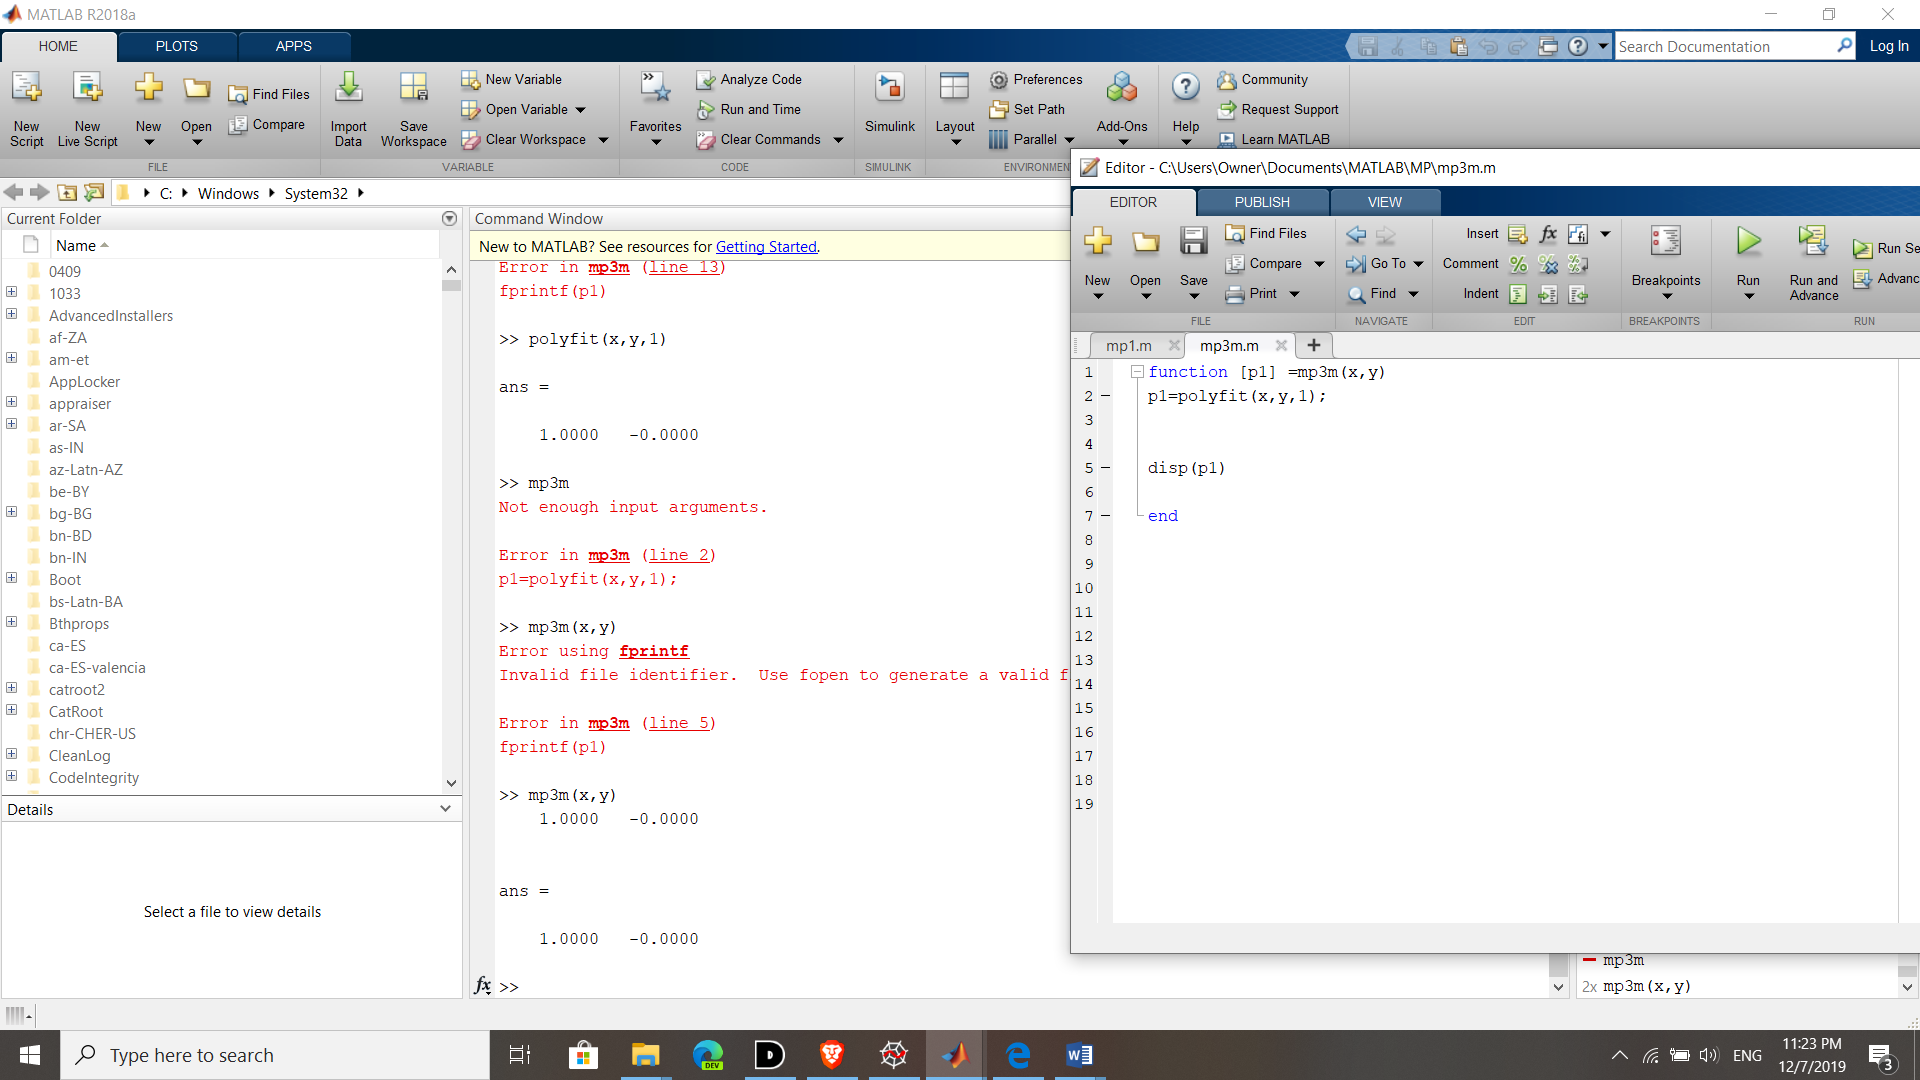 MATLAB R2018a
HOME PLOTS APPS
Search Documentation Log In
New Script
New Live Script
New
Open
Find Files
Compare
FILE
Import Data
Save Workspace
New Variable
Open Variable
Clear Workspace
VARIABLE
Favorites
Analyze Code
Run and Time
Clear Commands
CODE
Simulink
SIMULINK
Layout
Preferences
Set Path
Parallel
Add-Ons
ENVIRONMEN
Help
Community
Request Support
Learn MATLAB
C: Windows System32
Current Folder
Name
0409
1033
AdvancedInstallers
af-ZA
am-et
AppLocker
appraiser
ar-SA
as-IN
az-Latn-AZ
be-BY
bg-BG
bn-BD
bn-IN
Boot
bs-Latn-BA
Bthprops
ca-ES
ca-ES-valencia
catroot2
CatRoot
chr-CHER-US
CleanLog
CodeIntegrity
Details
Select a file to view details
Command Window
New to MATLAB? See resources for Getting Started.
Error in mp3m (line 13)
fprintf(p1)
>> polyfit(x,y,1)
ans =
1.0000 -0.0000
>> mp3m
Not enough input arguments.
Error in mp3m (line 2)
p1=polyfit(x,y,1);
>> mp3m(x,y)
Error using fprintf
Invalid file identifier. Use fopen to generate a valid f
Error in mp3m (line 5)
fprintf(p1)
>> mp3m(x,y)
1.0000 -0.0000
ans =
1.0000 -0.0000
fx >>
Editor - C:\Users\Owner\Documents\MATLAB\MP\mp3m.m
EDITOR PUBLISH VIEW
New
Open
Save
Find Files
Compare
Print
FILE
Go To
Find
NAVIGATE
Insert fx
Comment
Indent
EDIT
Breakpoints
BREAKPOINTS
Run
Run and Advance
Run Se
Advanc
RUN
mp1.m mp3m.m
1 function [p1] =mp3m(x,y)
2 p1=polyfit(x,y,1);
3
4
5 disp(p1)
6
7 end
8
9
10
11
12
13
14
15
16
17
18
19
mp3m
2x mp3m(x,y)
Type here to search
DEV
D
ENG
11:23 PM
12/7/2019
3